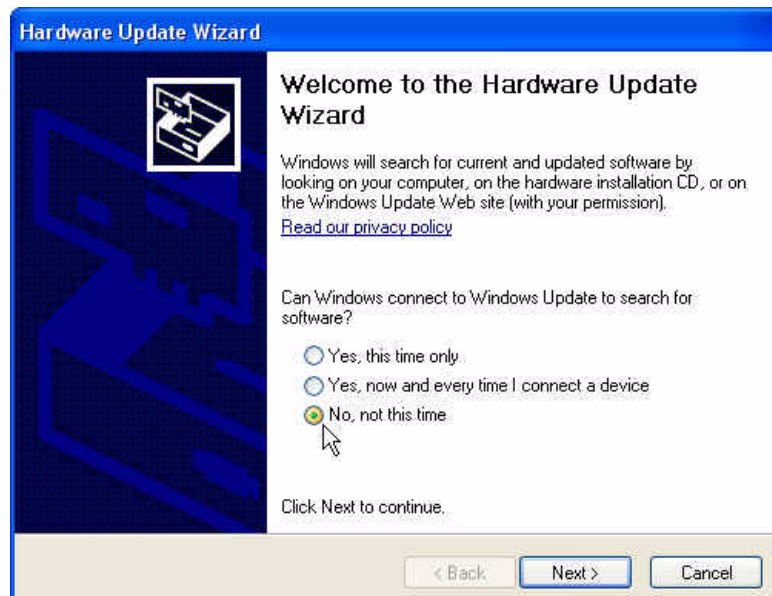 Hardware Update Wizard
Welcome to the Hardware Update
Wizard
Windows will search for current and updated software by
looking on your computer, on the hardware installation CD, or on
the Windows Update Web site (with your permission).
Read our privacy policy
Can Windows connect to Windows Update to search for
software?
Yes, this time only
Yes, now and every time I connect a device
No, not this time
Click Next to continue.
< Back
Next >
Cancel